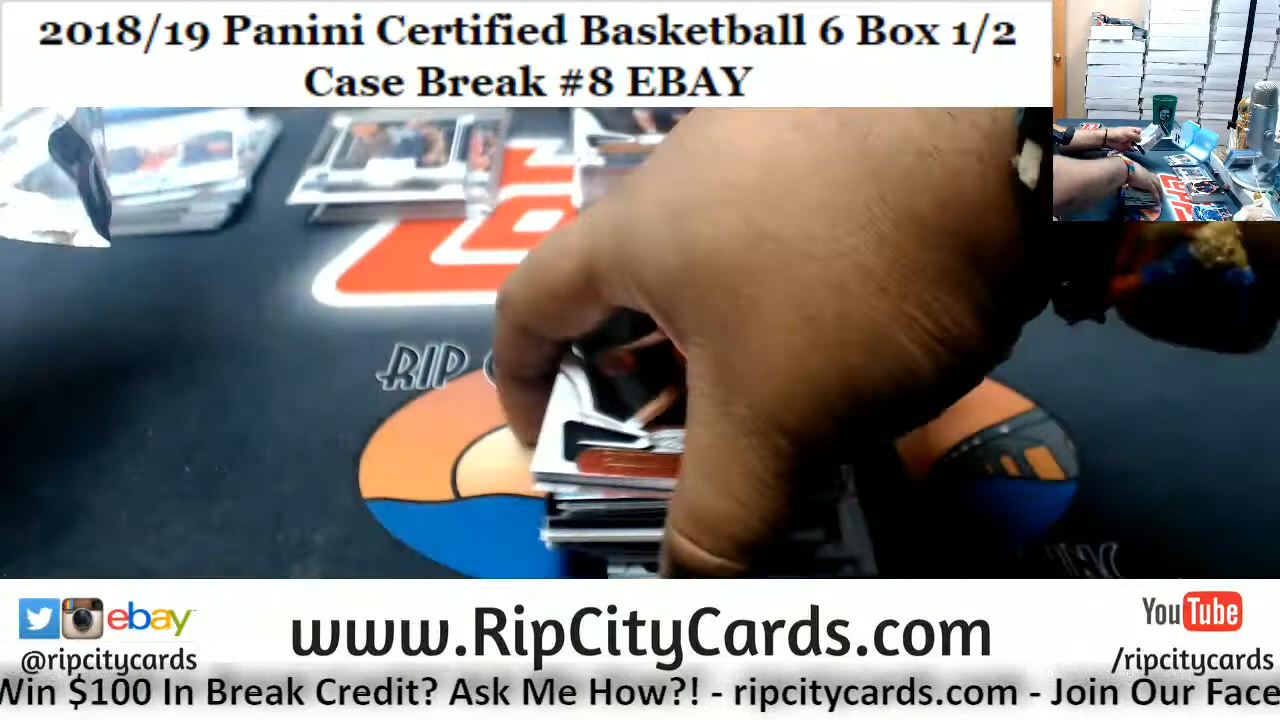 2018/19 Panini Certified Basketball 6 Box 1/2
Case Break #8 EBAY
RIP
ebay
@ripcitycards
www.RipCityCards.com
YouTube
/ripcitycards
Win $100 In Break Credit? Ask Me How?! - ripcitycards.com - Join Our Face